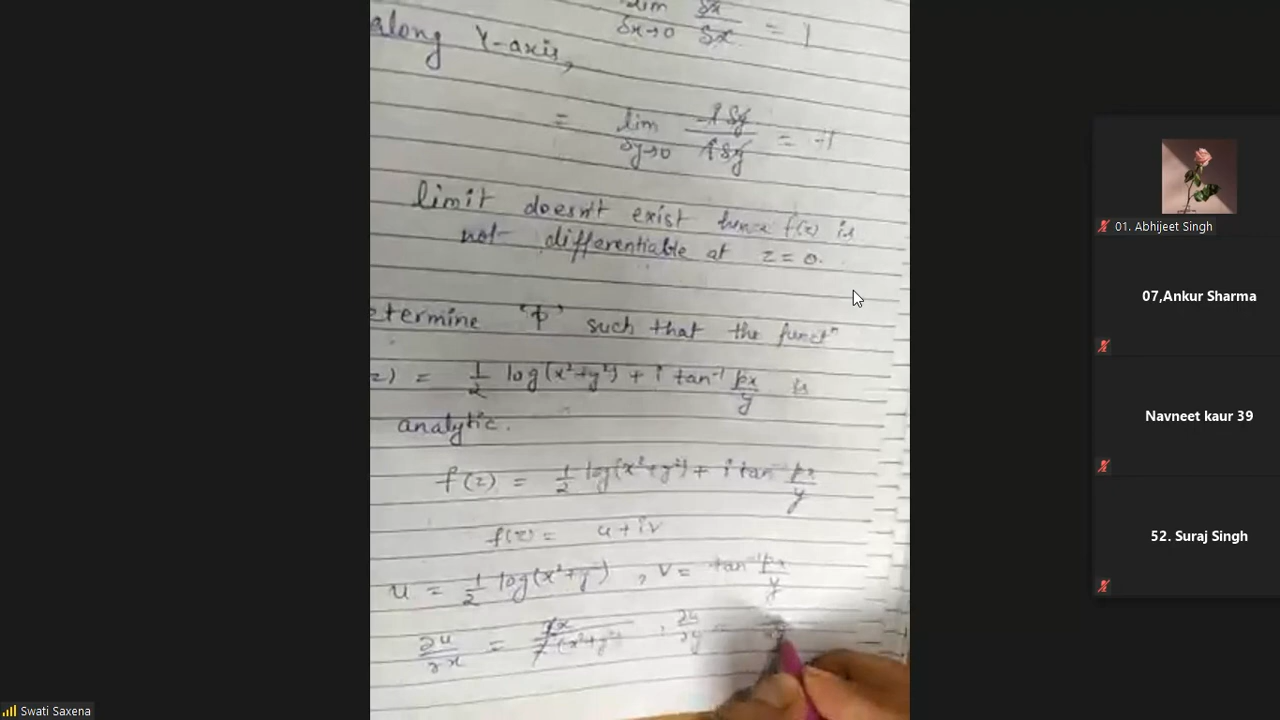 lim δx/δx = 1
δx→0
along Y-axis,
= lim -iδy/iδy = -1
δy→0
limit doesn't exist hence f(z) is
not differentiable at z = 0.
etermine 'p' such that the functn
z) = 1/2 log(x²+y²) + i tan⁻¹ px/y is
analytic.
f(z) = 1/2 log(x²+y²) + i tan⁻¹ px/y
f(z) = u + iv
u = 1/2 log(x²+y²) , v = tan⁻¹ px/y
∂u/∂x = 2x/2(x²+y²) , ∂u/∂y =
01. Abhijeet Singh
07,Ankur Sharma
Navneet kaur 39
52. Suraj Singh
Swati Saxena